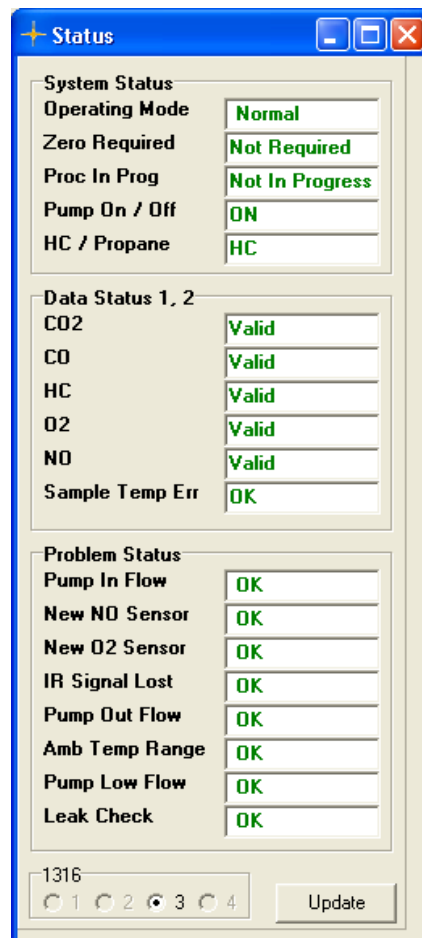 Status
System Status
Operating Mode Normal
Zero Required Not Required
Proc In Prog Not In Progress
Pump On / Off ON
HC / Propane HC
Data Status 1, 2
CO2 Valid
CO Valid
HC Valid
O2 Valid
NO Valid
Sample Temp Err OK
Problem Status
Pump In Flow OK
New NO Sensor OK
New O2 Sensor OK
IR Signal Lost OK
Pump Out Flow OK
Amb Temp Range OK
Pump Low Flow OK
Leak Check OK
1316
1 2 3 4 Update